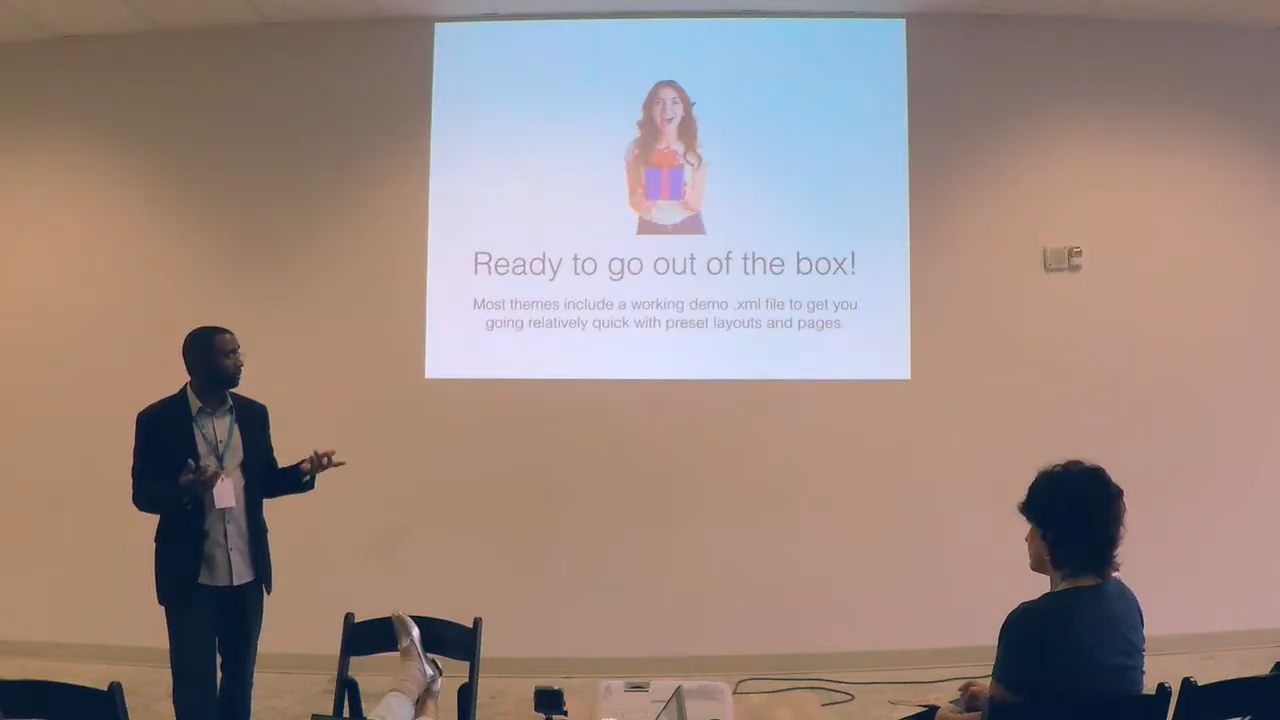 Ready to go out of the box!
Most themes include a working demo .xml file to get you
going relatively quick with preset layouts and pages.